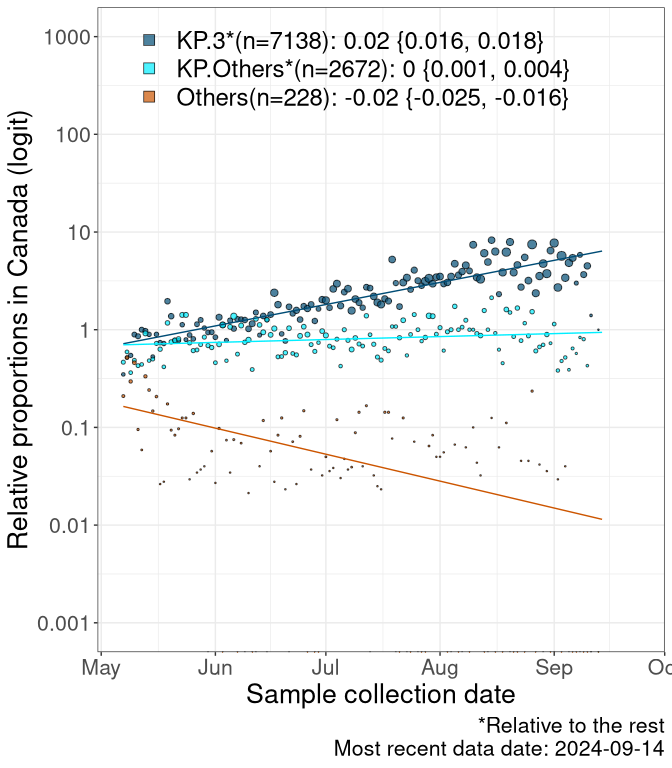 KP.3*(n=7138): 0.02 {0.016, 0.018}
KP.Others*(n=2672): 0 {0.001, 0.004}
Others(n=228): -0.02 {-0.025, -0.016}
Relative proportions in Canada (logit)
1000
100
10
1
0.1
0.01
0.001
May Jun Jul Aug Sep Oc
Sample collection date
*Relative to the rest
Most recent data date: 2024-09-14